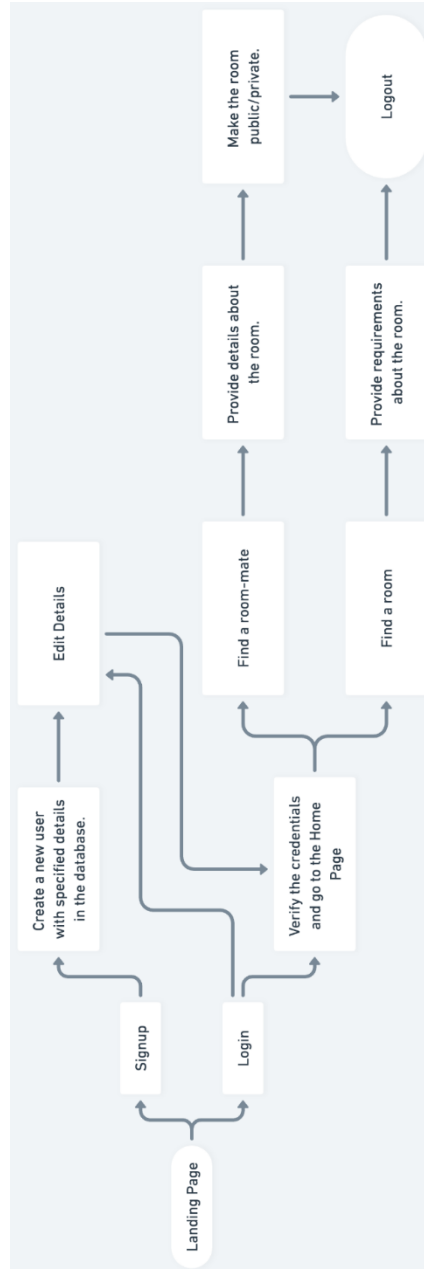 Landing Page
Signup
Login
Create a new user
with specified details
in the database.
Verify the credentials
and go to the Home
Page
Edit Details
Find a room-mate
Find a room
Provide details about
the room.
Provide requirements
about the room.
Make the room
public/private.
Logout